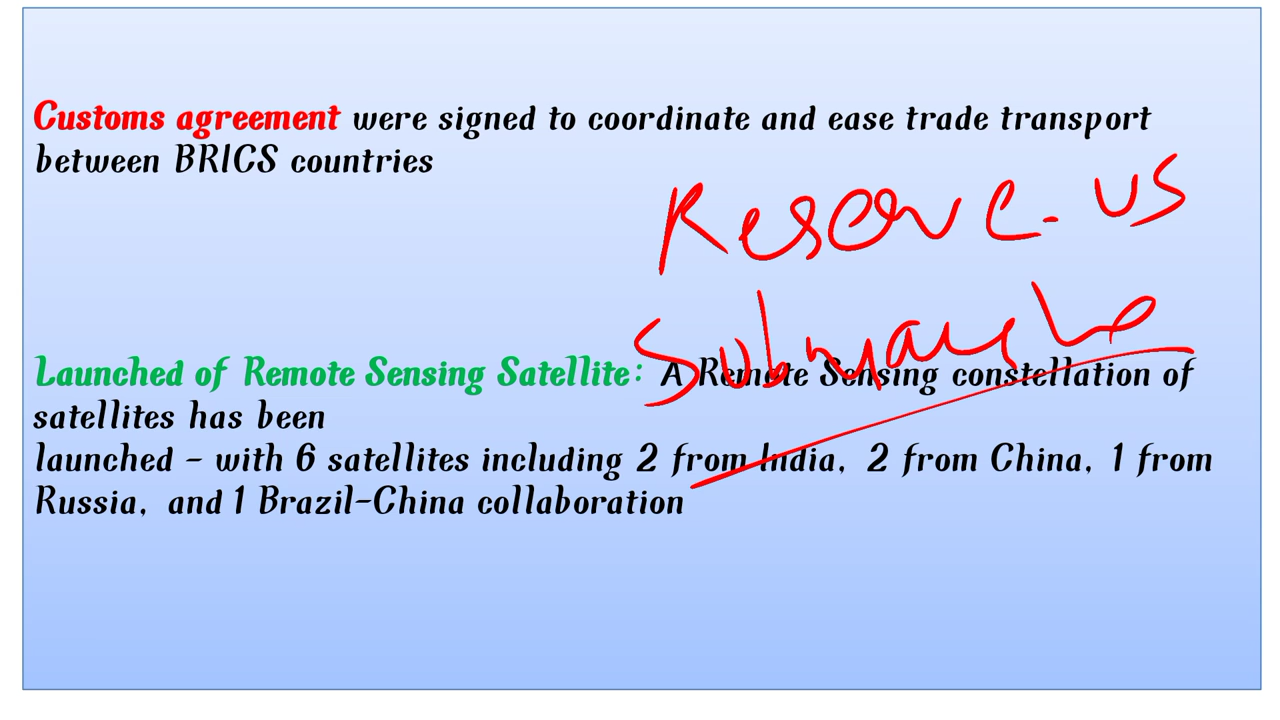 Customs agreement were signed to coordinate and ease trade transport
between BRICS countries
Reserve - US
Launched of Remote Sensing Satellite: A Remote Sensing constellation of
satellites has been
launched – with 6 satellites including 2 from India, 2 from China, 1 from
Russia, and 1 Brazil-China collaboration